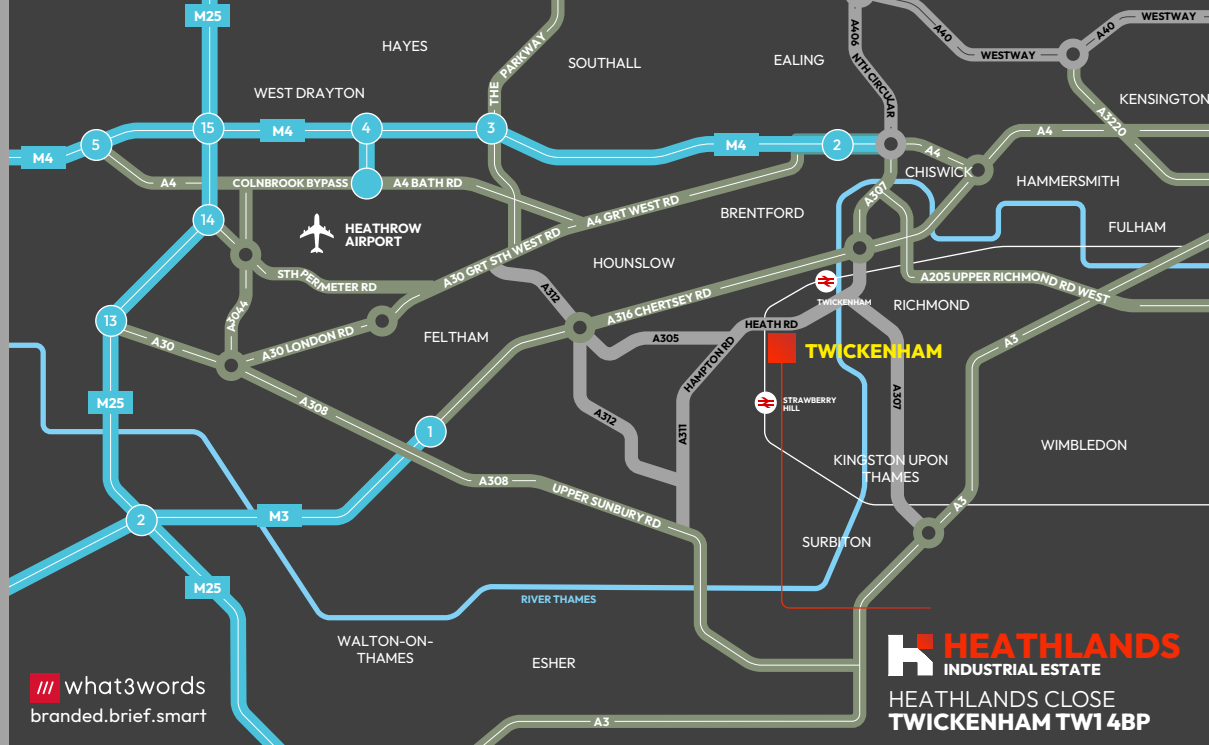 M25
HAYES
THE PARKWAY
SOUTHALL
EALING
A406
NTH CIRCULAR
A40
WESTWAY
A40
WESTWAY
KENSINGTON
WEST DRAYTON
A3220
M4
5
15
M4
4
3
M4
2
A4
A4
CHISWICK
A4
COLNBROOK BYPASS
A4 BATH RD
A307
HAMMERSMITH
14
HEATHROW
AIRPORT
A4 GRT WEST RD
BRENTFORD
FULHAM
A30 GRT STH WEST RD
HOUNSLOW
STH PERIMETER RD
A312
A205 UPPER RICHMOND RD WEST
TWICKENHAM
RICHMOND
A3044
A316 CHERTSEY RD
13
A30
A30 LONDON RD
FELTHAM
A305
HEATH RD
HAMPTON RD
TWICKENHAM
A3
M25
A308
A312
A311
STRAWBERRY
HILL
A307
1
WIMBLEDON
KINGSTON UPON
THAMES
A308
UPPER SUNBURY RD
A3
2
M3
SURBITON
M25
RIVER THAMES
WALTON-ON-
THAMES
ESHER
A3
what3words
branded.brief.smart
HEATHLANDS
INDUSTRIAL ESTATE
HEATHLANDS CLOSE
TWICKENHAM TW1 4BP